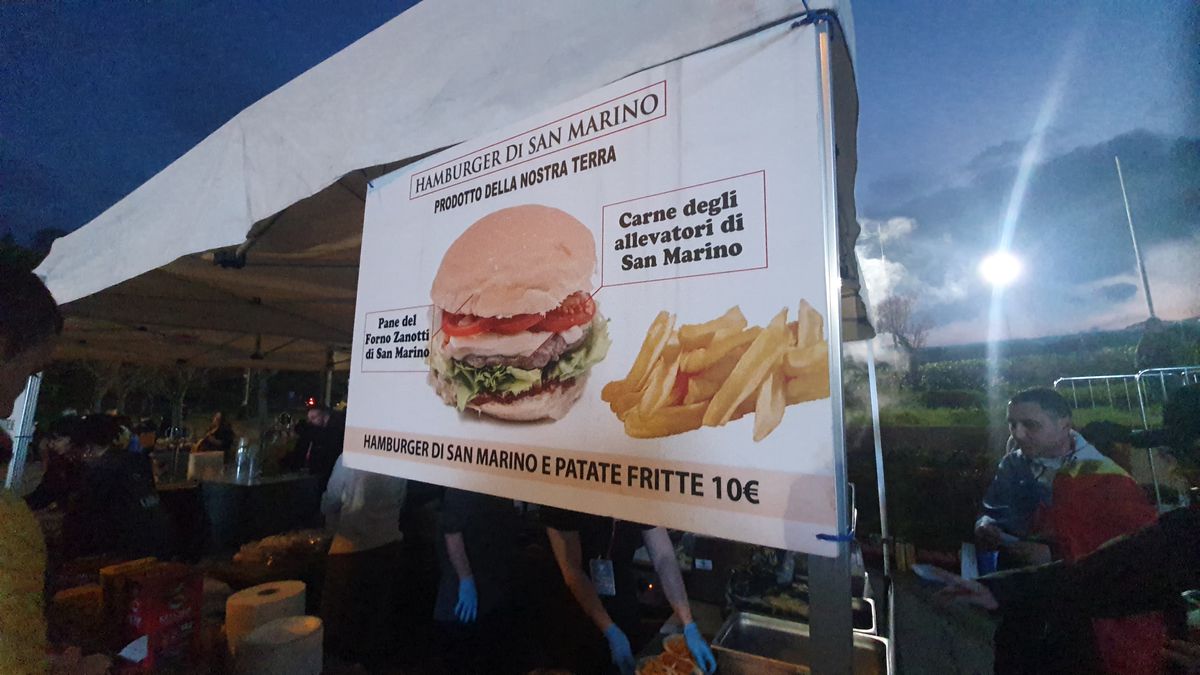 HAMBURGER DI SAN MARINO
PRODOTTO DELLA NOSTRA TERRA
Carne degli
allevatori di
San Marino
Pane del
Forno Zanotti
di San Marino
HAMBURGER DI SAN MARINO E PATATE FRITTE 10€